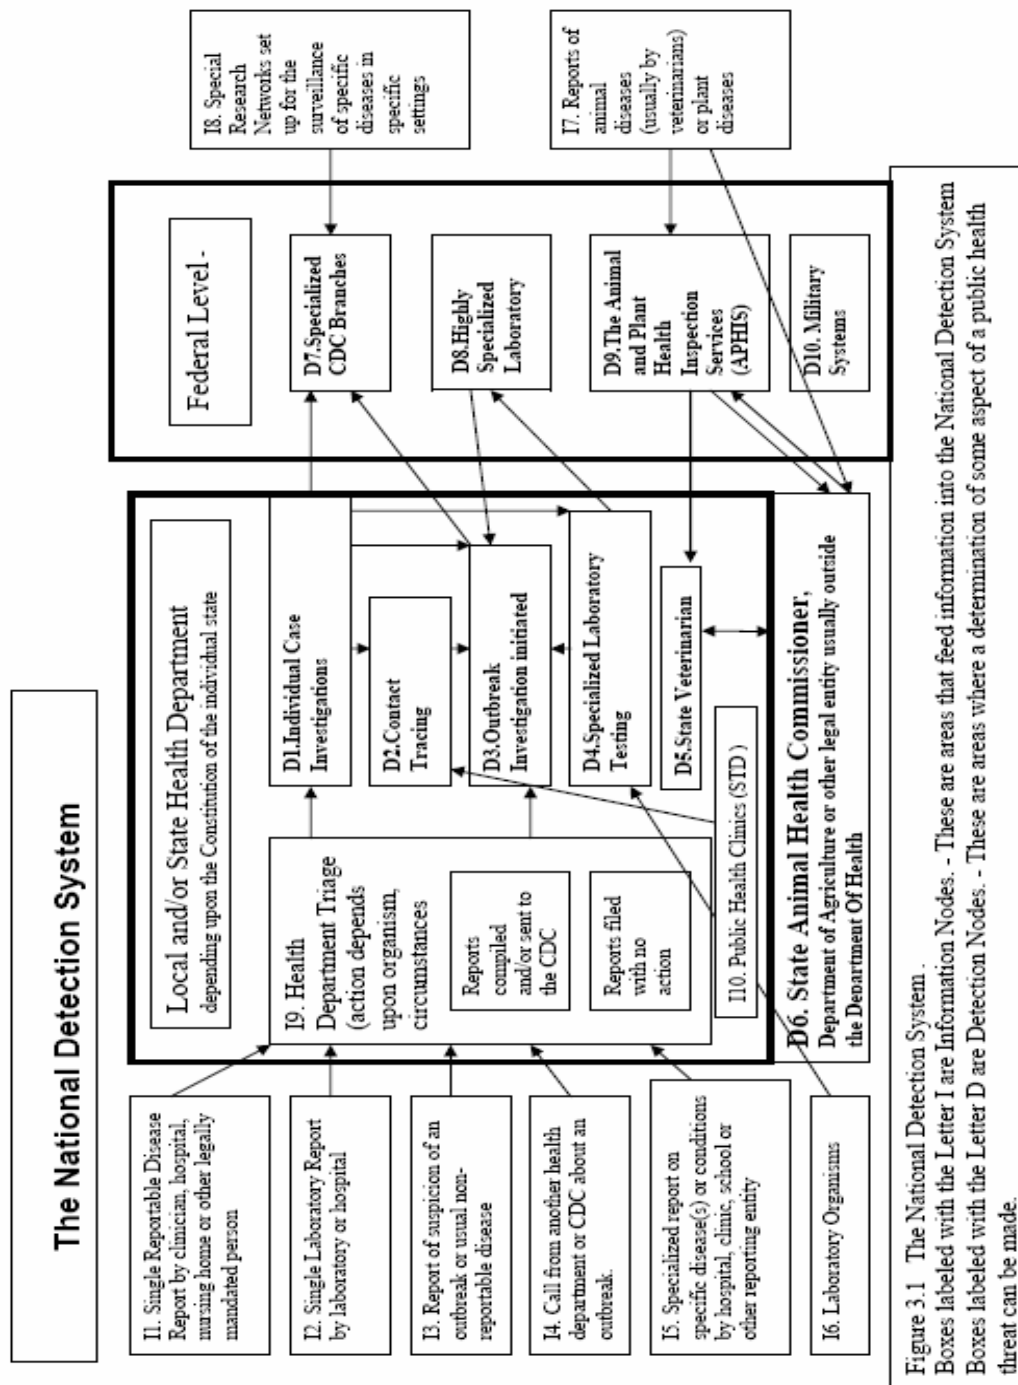 The National Detection System
I1. Single Reportable Disease
Report by clinician, hospital,
nursing home or other legally
mandated person
I2. Single Laboratory Report
by laboratory or hospital
I3. Report of suspicion of an
outbreak or usual non-
reportable disease
I4. Call from another health
department or CDC about an
outbreak.
I5. Specialized report on
specific disease(s) or conditions
by hospital, clinic, school or
other reporting entity
I6. Laboratory Organisms
Local and/or State Health Department
depending upon the Constitution of the individual state
I9. Health
Department Triage
(action depends
upon organism,
circumstances
Reports
compiled
and/or sent to
the CDC
Reports filed
with no
action
I10. Public Health Clinics (STD )
D1.Individual Case
Investigations
D2.Contact
Tracing
D3.Outbreak
Investigation initiated
D4.Specialized Laboratory
Testing
D5.State Veterinarian
D6. State Animal Health Commissioner,
Department of Agriculture or other legal entity usually outside
the Department Of Health
Federal Level -
D7.Specialized
CDC Branches
D8.Highly
Specialized
Laboratory
D9.The Animal
and Plant
Health
Inspection
Services
(APHIS)
D10. Military
Systems
I8. Special
Research
Networks set
up for the
surveillance
of specific
diseases in
specific
settings
I7. Reports of
animal
diseases
(usually by
veterinarians)
or plant
diseases
Figure 3.1 The National Detection System .
Boxes labeled with the Letter I are Information Nodes. - These are areas that feed information into the National Detection System
Boxes labeled with the Letter D are Detection Nodes. - These are areas where a determination of some aspect of a public health
threat can be made.